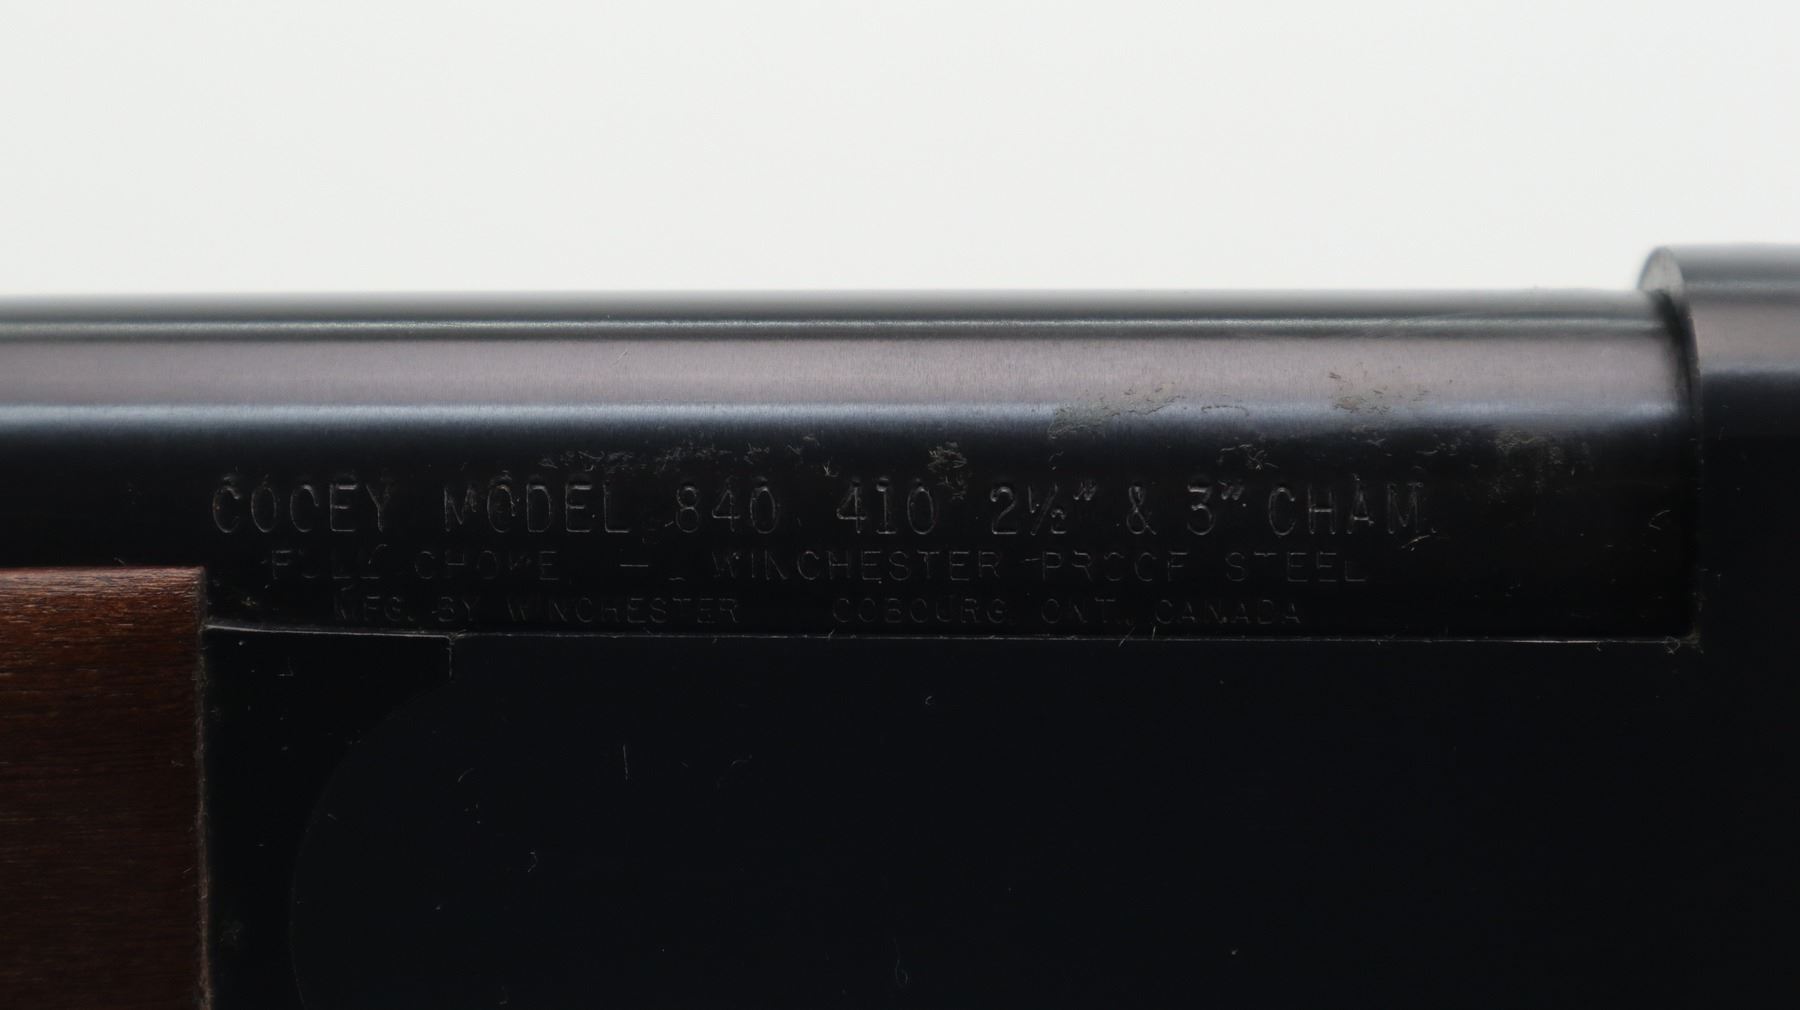 COOEY MODEL 840 410 2½" & 3" CHAM
FULL CHOKE — WINCHESTER PROOF STEEL
MFG. BY WINCHESTER COBOURG, ONT., CANADA